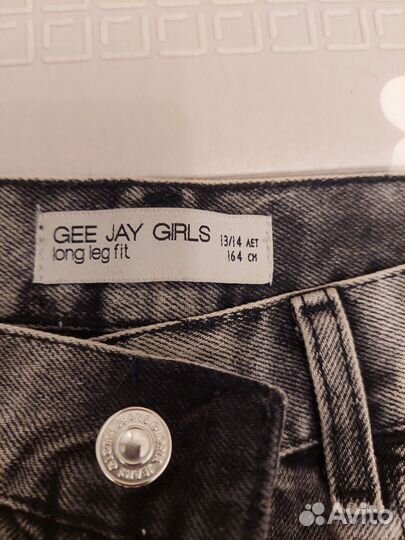 GEE JAY GIRLS 13/14 ЛЕТ
long leg fit 164 СМ
Avito